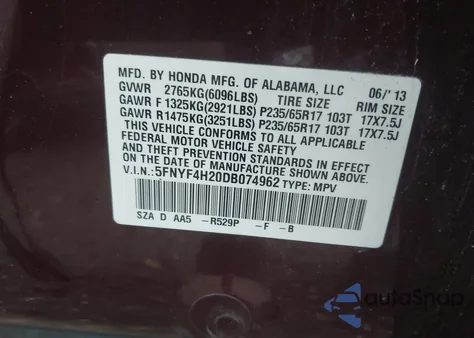 MFD. BY HONDA MFG. OF ALABAMA, LLC 06/'13
GVWR 2765KG(6096LBS) TIRE SIZE RIM SIZE
GAWR F 1325KG(2921LBS) P235/65R17 103T 17X7.5J
GAWR R1475KG(3251LBS) P235/65R17 103T 17X7.5J
THIS VEHICLE CONFORMS TO ALL APPLICABLE
FEDERAL MOTOR VEHICLE SAFETY STANDARDS IN
EFFECT ON THE DATE OF MANUFACTURE SHOWN ABOVE.
V.I.N.:5FNYF4H20DB074962 TYPE: MPV
SZA D AA5 -R529P -F -B
autoSnap